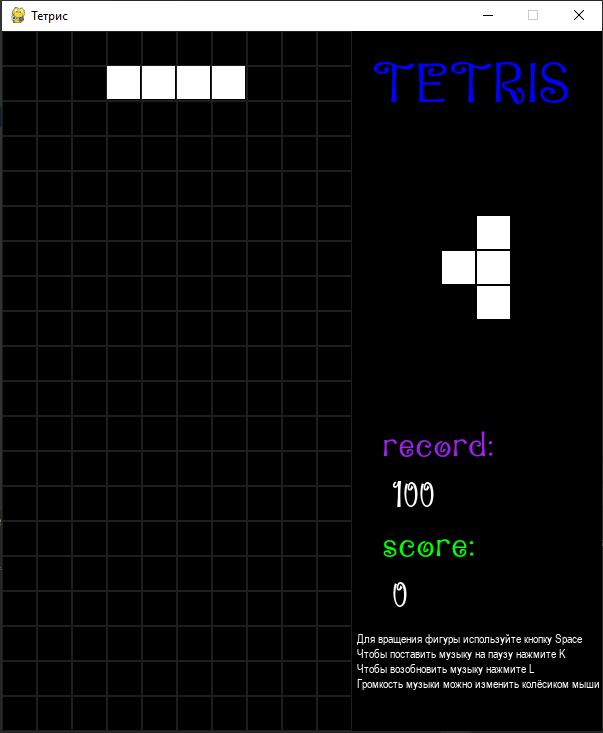 Тетрис
TETRIS
record:
100
score:
0
Для вращения фигуры используйте кнопку Space
Чтобы поставить музыку на паузу нажмите K
Чтобы возобновить музыку нажмите L
Громкость музыки можно изменить колёсиком мыши